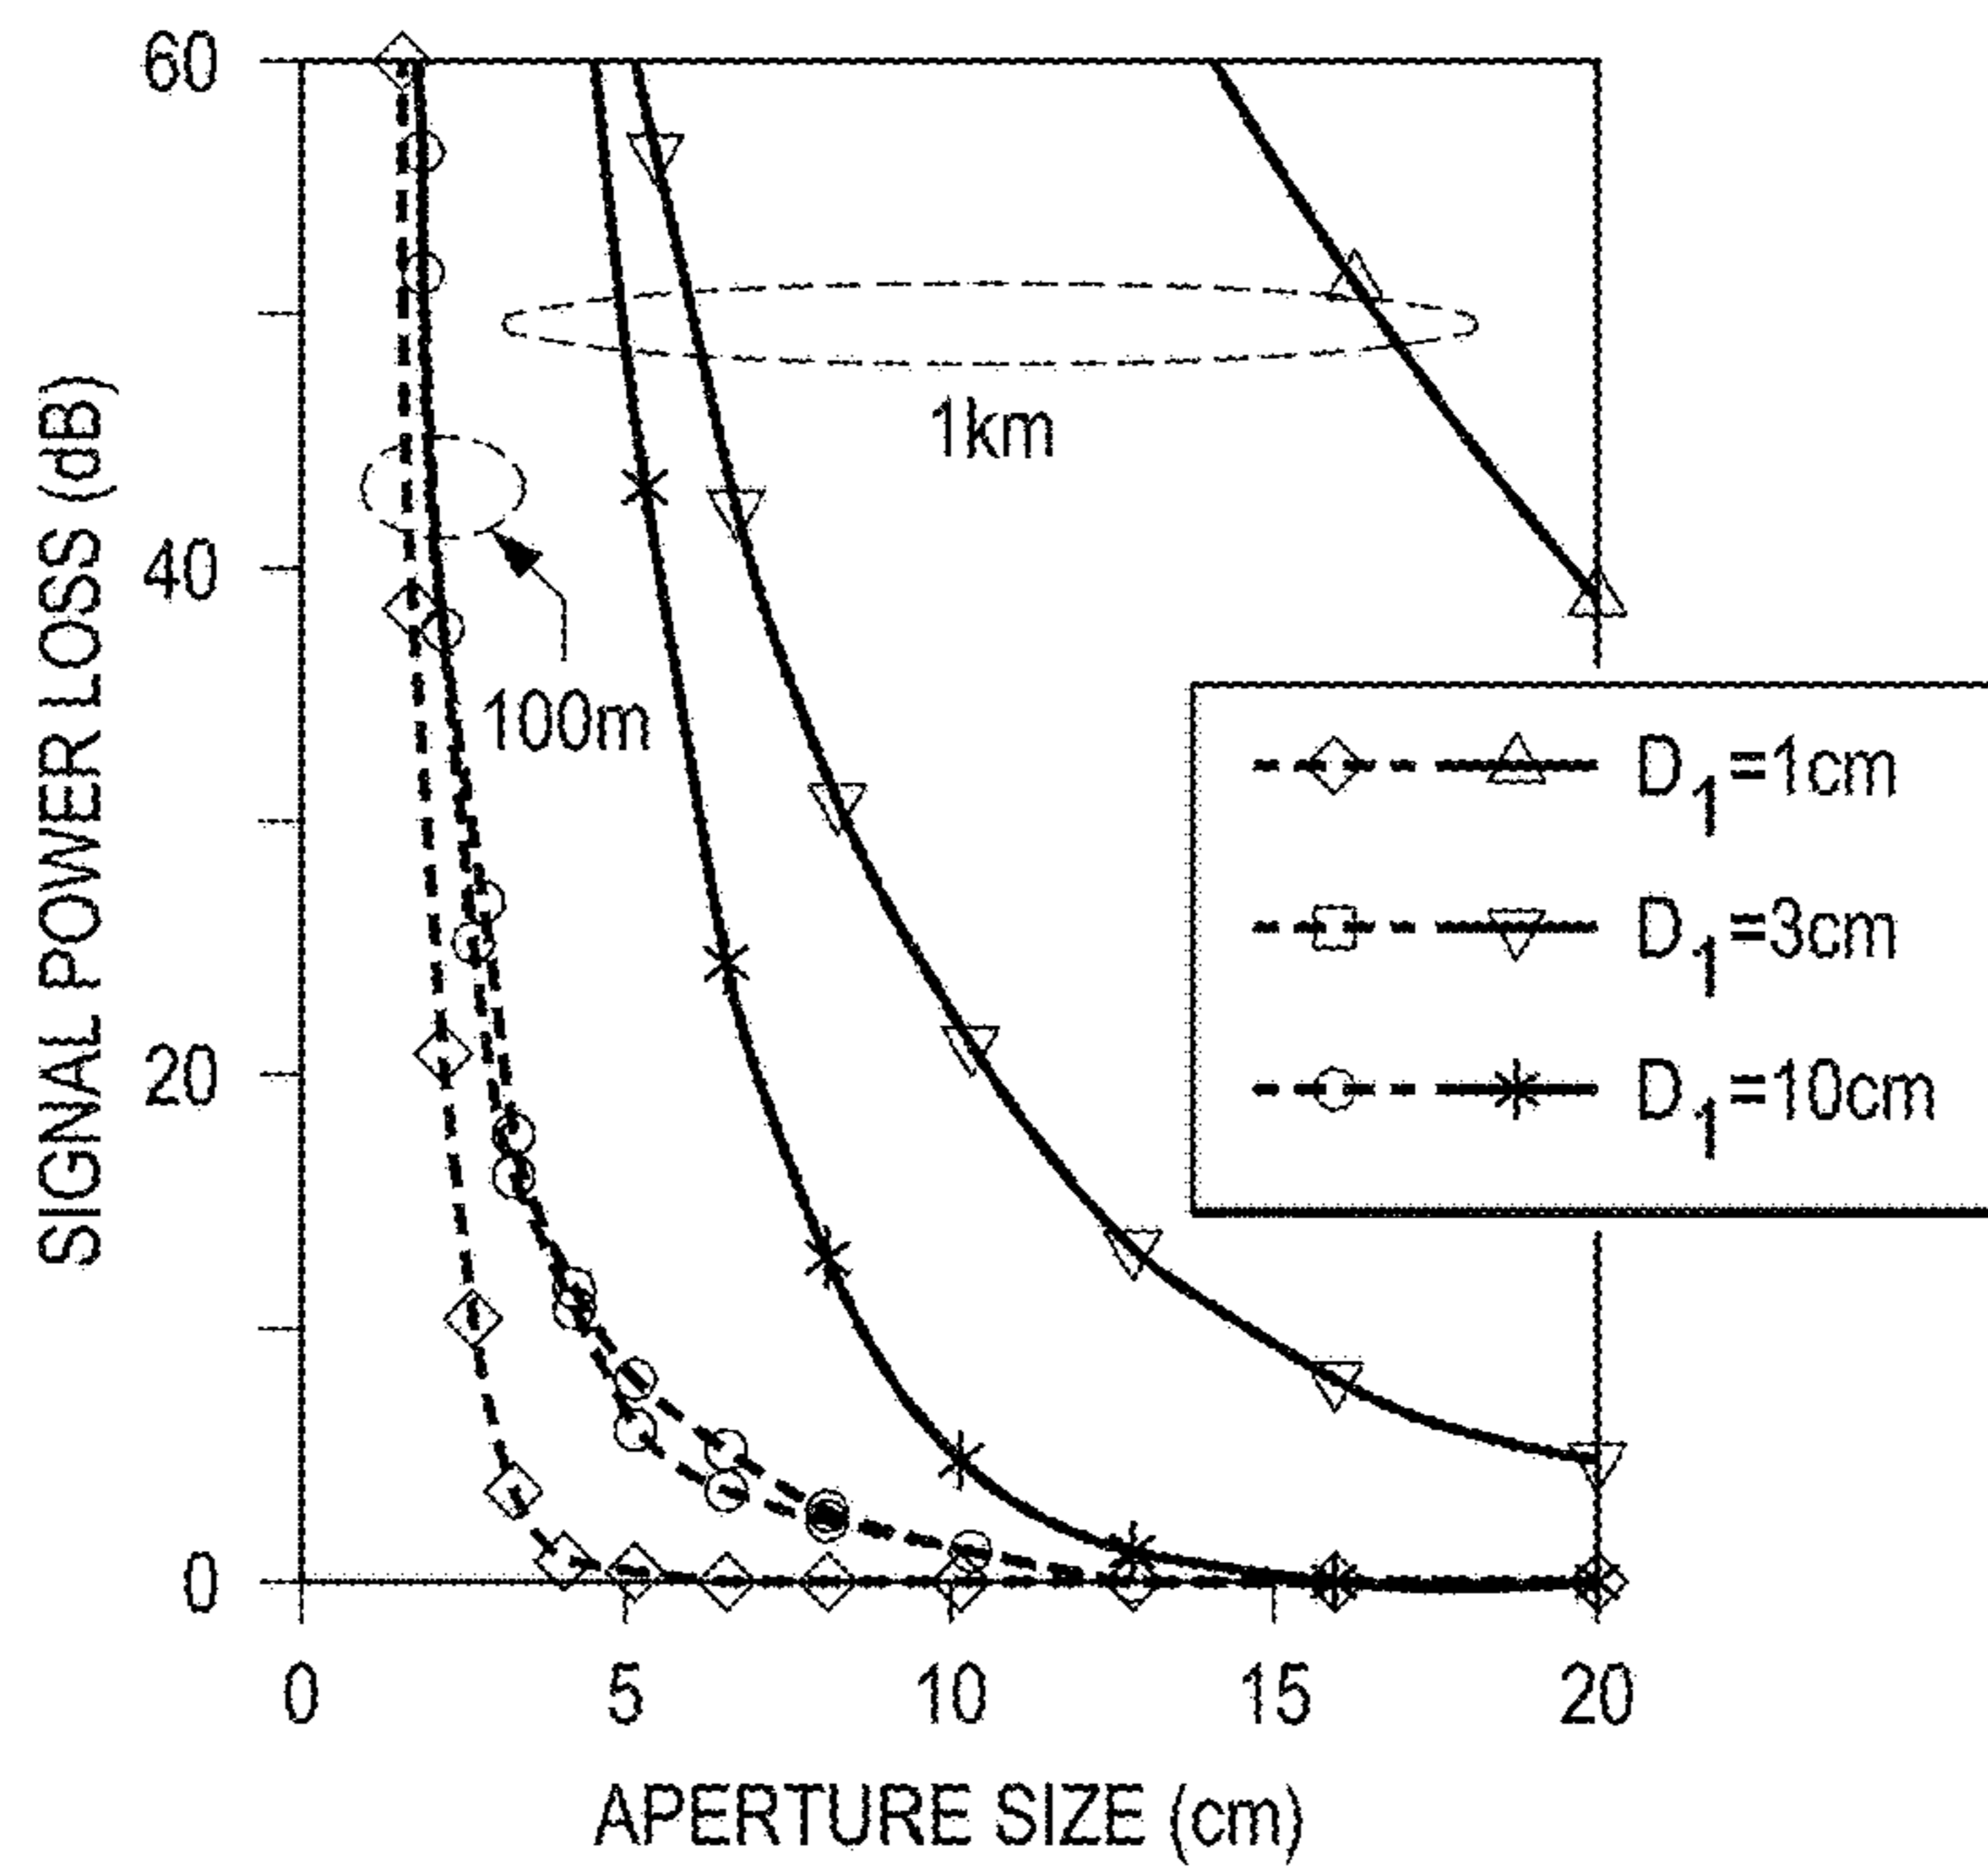 SIGNAL POWER LOSS (dB)
60
40
20
0
1km
100m
D1=1cm
D1=3cm
D1=10cm
0 5 10 15 20
APERTURE SIZE (cm)